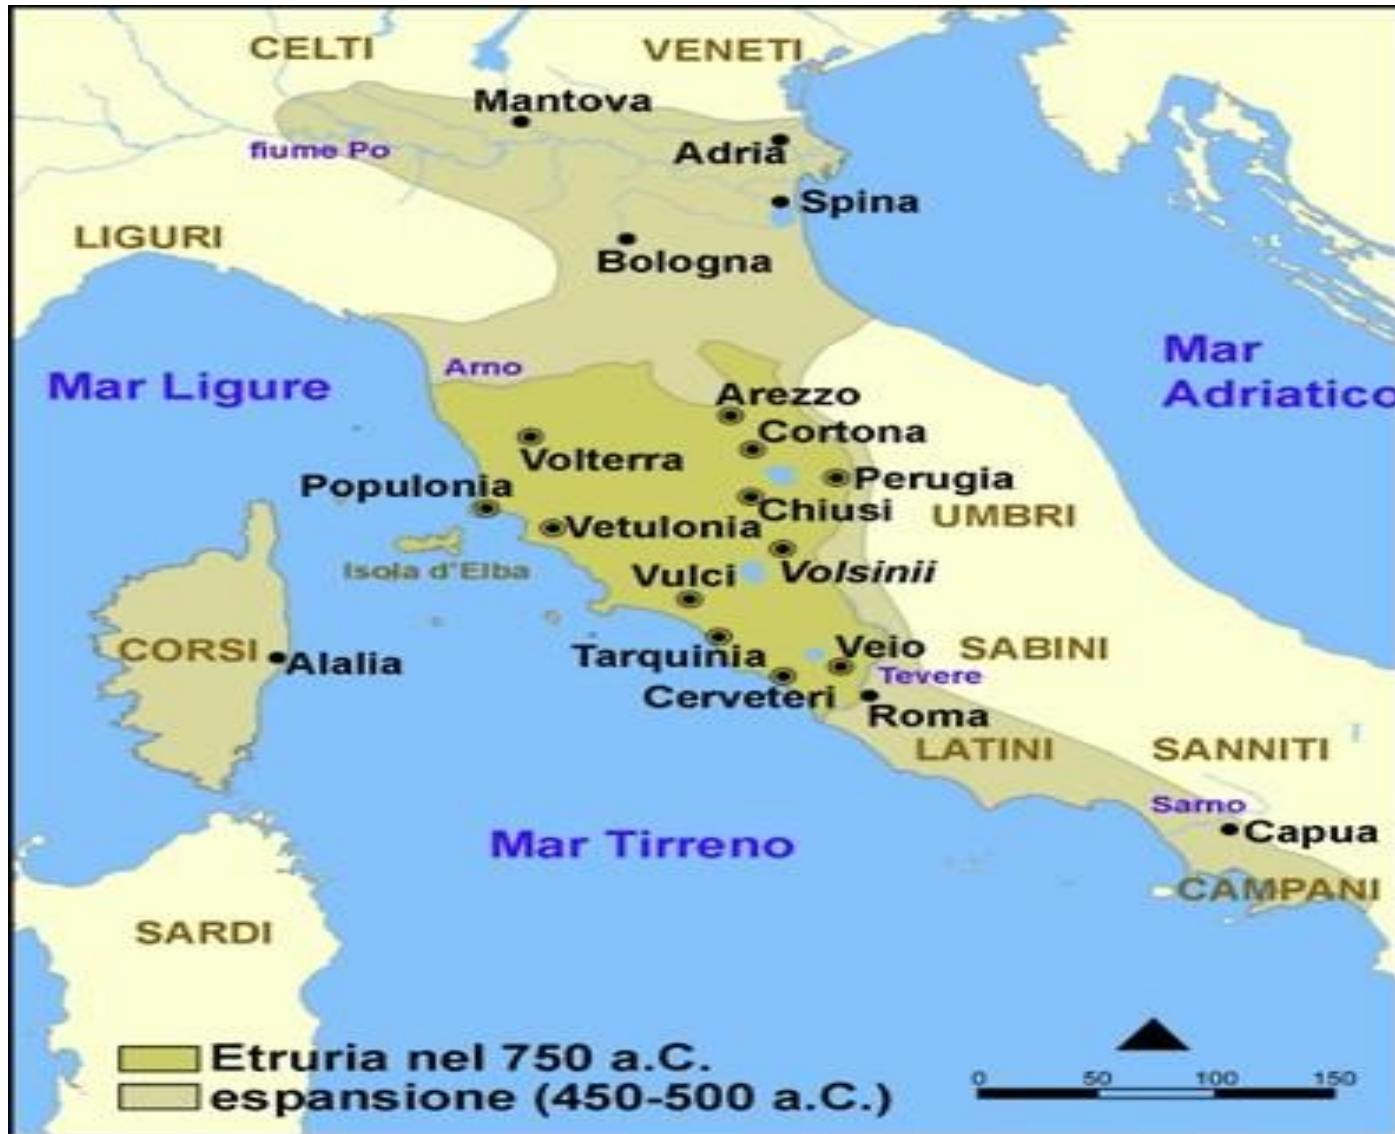 CELTI
VENETI
Mantova
fiume Po
Adria
Spina
LIGURI
Bologna
Mar Ligure
Arno
Mar
Adriatico
Arezzo
Cortona
Volterra
Perugia
Populonia
Chiusi
UMBRI
Vetulonia
Isola d'Elba
Vulci
Volsinii
CORSI
Alalia
Tarquinia
Veio
SABINI
Tevere
Cerveteri
Roma
LATINI
SANNITI
Sarno
Capua
Mar Tirreno
CAMPANI
SARDI
Etruria nel 750 a.C.
espansione (450-500 a.C.)
0 50 100 150